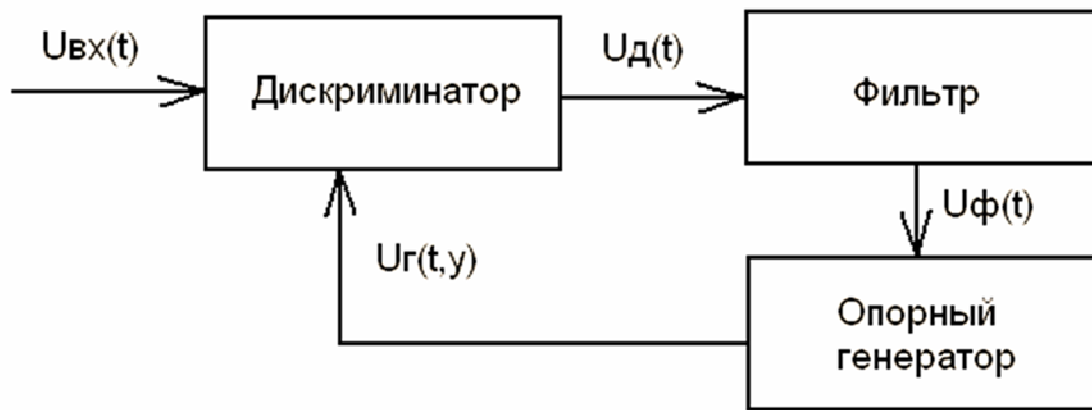 Uвх(t)
Дискриминатор
Uд(t)
Фильтр
Uф(t)
Uг(t,y)
Опорный
генератор